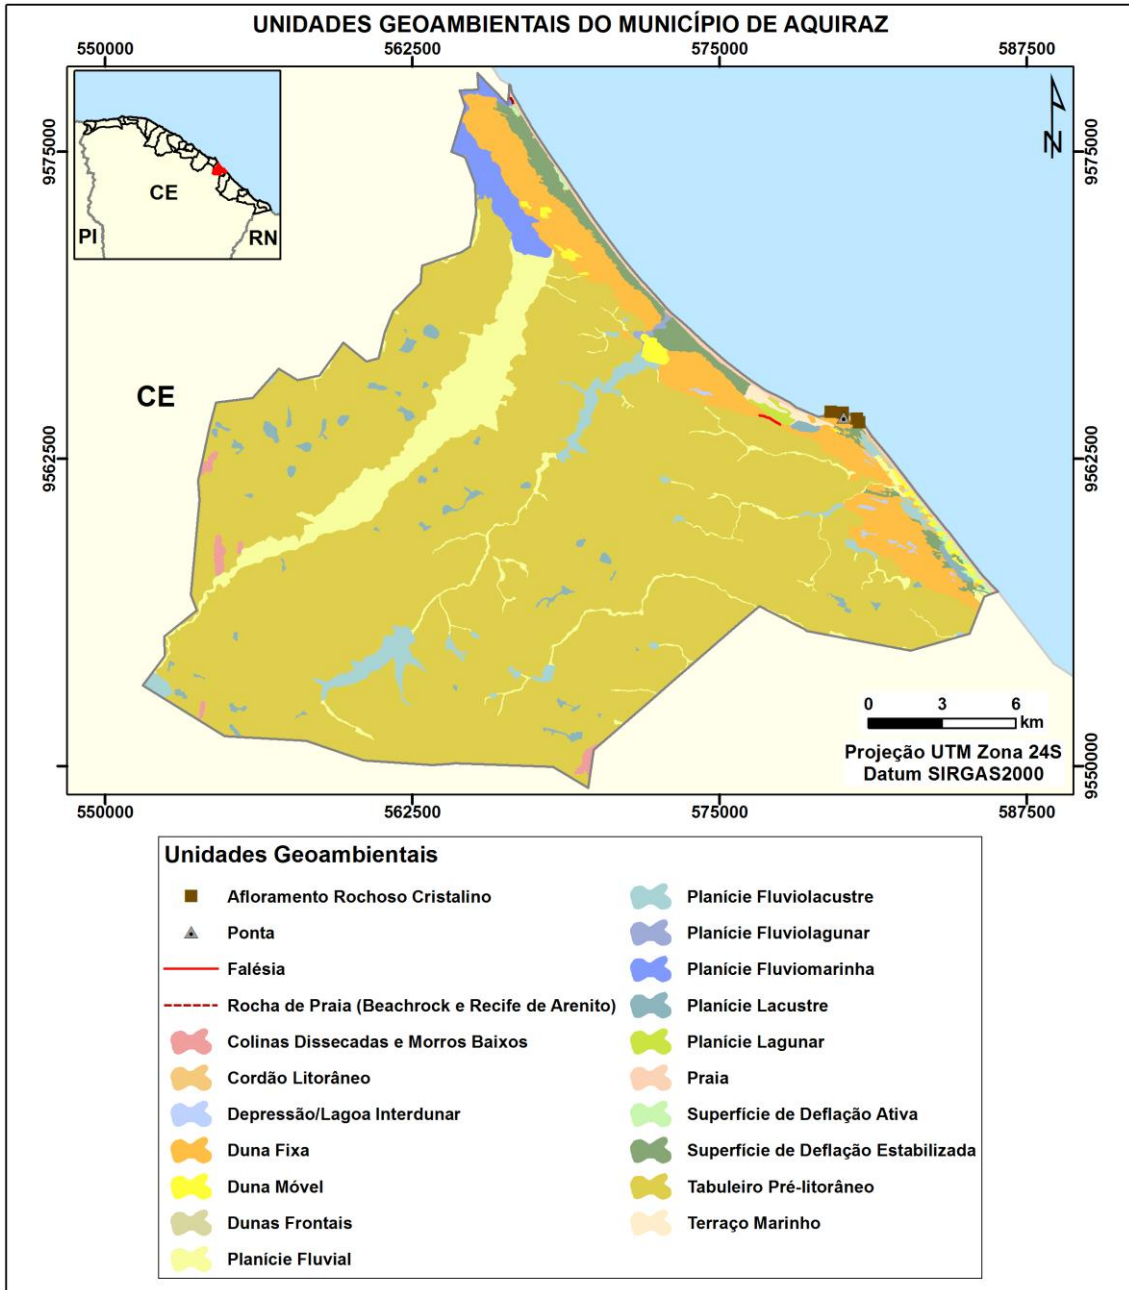 UNIDADES GEOAMBIENTAIS DO MUNICÍPIO DE AQUIRAZ
550000 562500 575000 587500
9575000 9575000
N
CE
PI
RN
CE
9562500 9562500
0 3 6
km
Projeção UTM Zona 24S
Datum SIRGAS2000
9550000
550000 562500 575000 587500
Unidades Geoambientais
Afloramento Rochoso Cristalino
Ponta
Falésia
Rocha de Praia (Beachrock e Recife de Arenito)
Colinas Dissecadas e Morros Baixos
Cordão Litorâneo
Depressão/Lagoa Interdunar
Duna Fixa
Duna Móvel
Dunas Frontais
Planície Fluvial
Planície Fluviolacustre
Planície Fluviolagunar
Planície Fluviomarinha
Planície Lacustre
Planície Lagunar
Praia
Superfície de Deflação Ativa
Superfície de Deflação Estabilizada
Tabuleiro Pré-litorâneo
Terraço Marinho